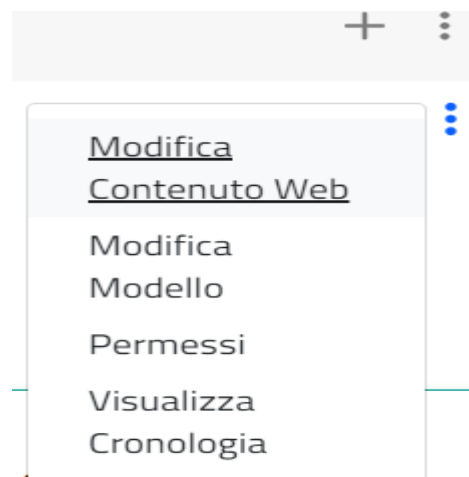 Modifica
Contenuto Web
Modifica
Modello
Permessi
Visualizza
Cronologia